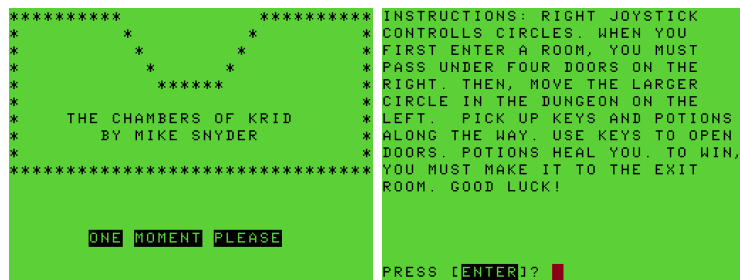 **********           **********
*             *             *             *
*              *           *              *
*               *         *               *
*                ******                *
*                                            *
*     THE CHAMBERS OF KRID      *
*         BY MIKE SNYDER          *
*                                            *
*******************************
ONE MOMENT PLEASE
INSTRUCTIONS: RIGHT JOYSTICK
CONTROLLS CIRCLES. WHEN YOU
FIRST ENTER A ROOM, YOU MUST
PASS UNDER FOUR DOORS ON THE
RIGHT. THEN, MOVE THE LARGER
CIRCLE IN THE DUNGEON ON THE
LEFT.  PICK UP KEYS AND POTIONS
ALONG THE WAY. USE KEYS TO OPEN
DOORS. POTIONS HEAL YOU. TO WIN,
YOU MUST MAKE IT TO THE EXIT
ROOM. GOOD LUCK!
PRESS [ENTER]?